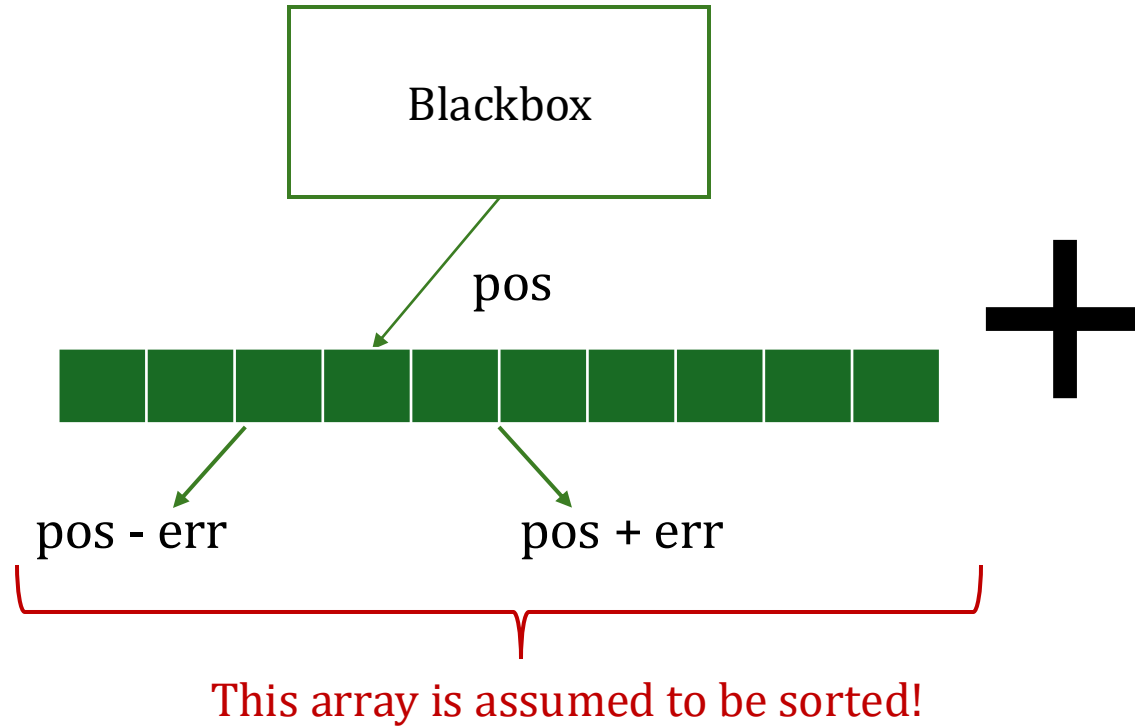 Blackbox
pos
pos - err
pos + err
This array is assumed to be sorted!